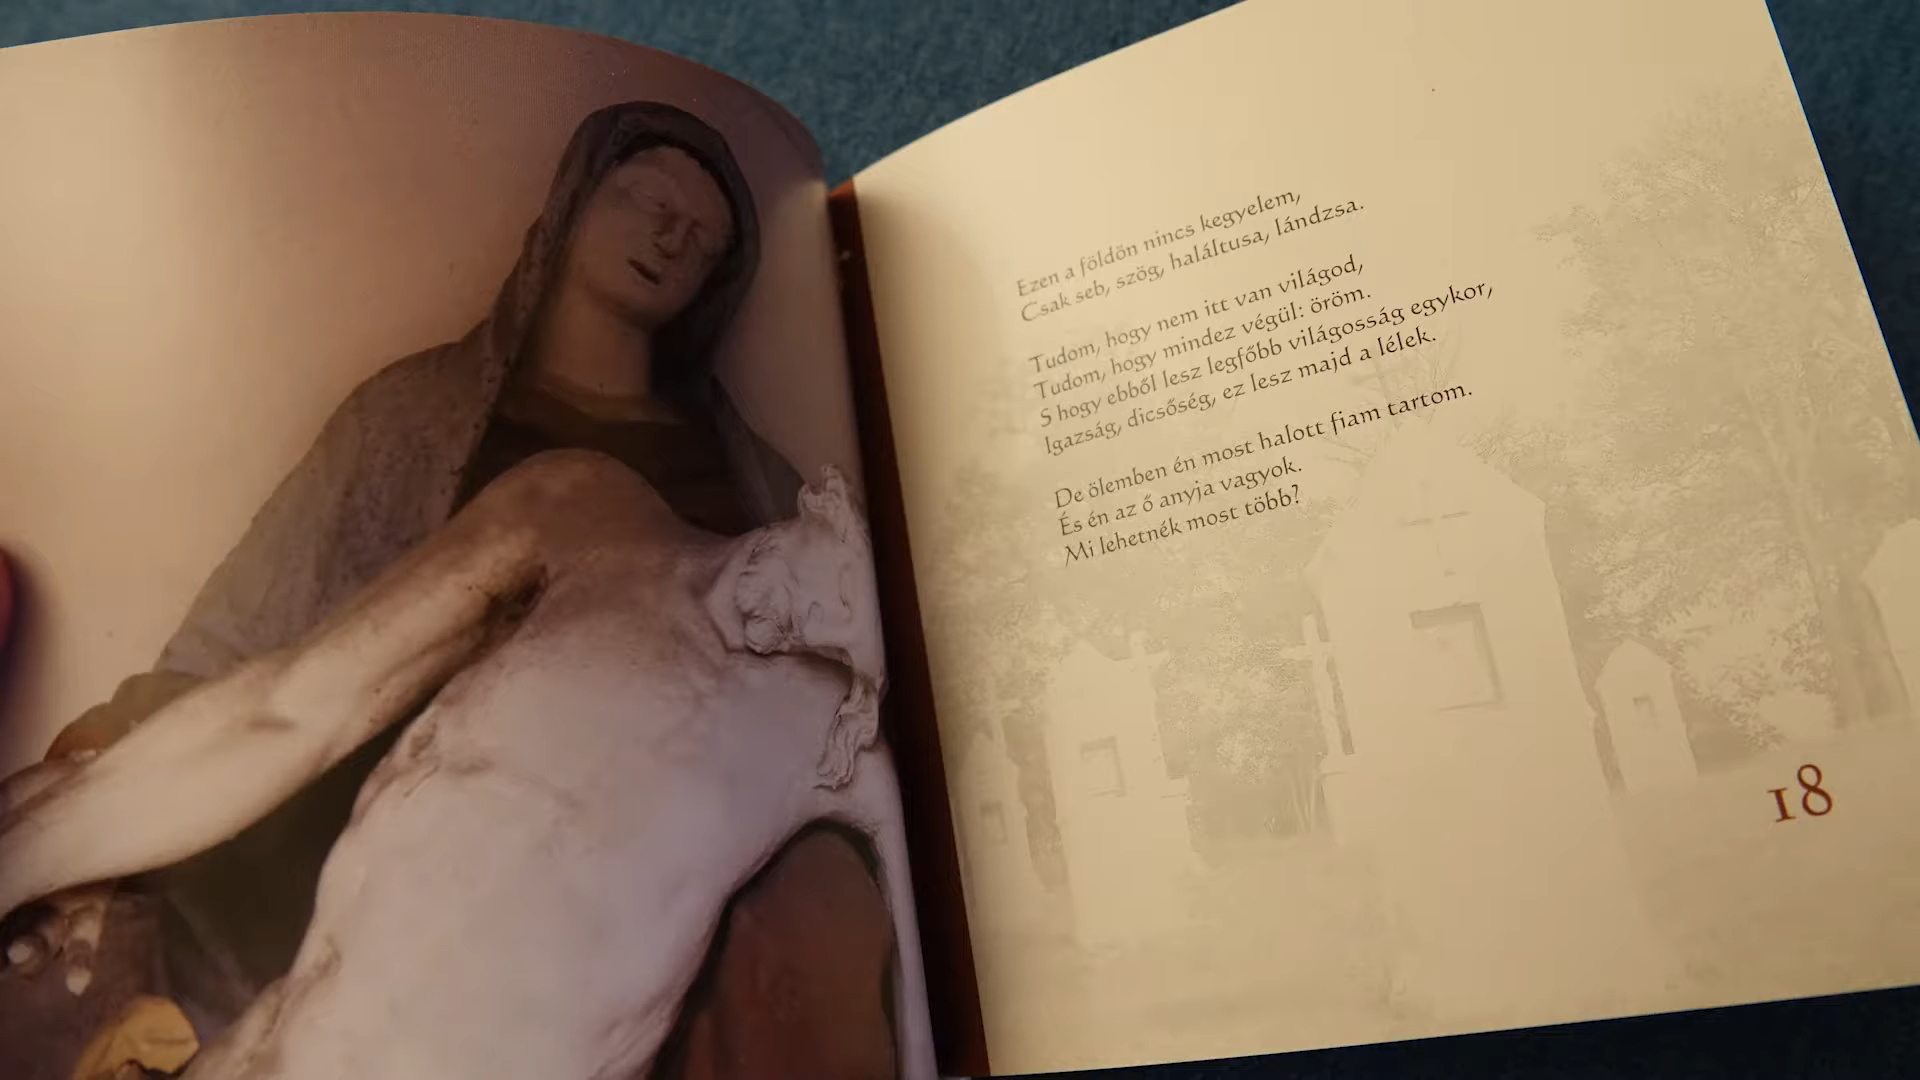 Ezen a földön nincs kegyelem,
Csak seb, szög, haláltusa, lándzsa.
Tudom, hogy nem itt van világod,
Tudom, hogy mindez végül: öröm.
S hogy ebből lesz legfőbb világosság egykor,
Igazság, dicsőség, ez lesz majd a lélek.
De ölemben én most halott fiam tartom.
És én az ő anyja vagyok.
Mi lehetnék most több?
18